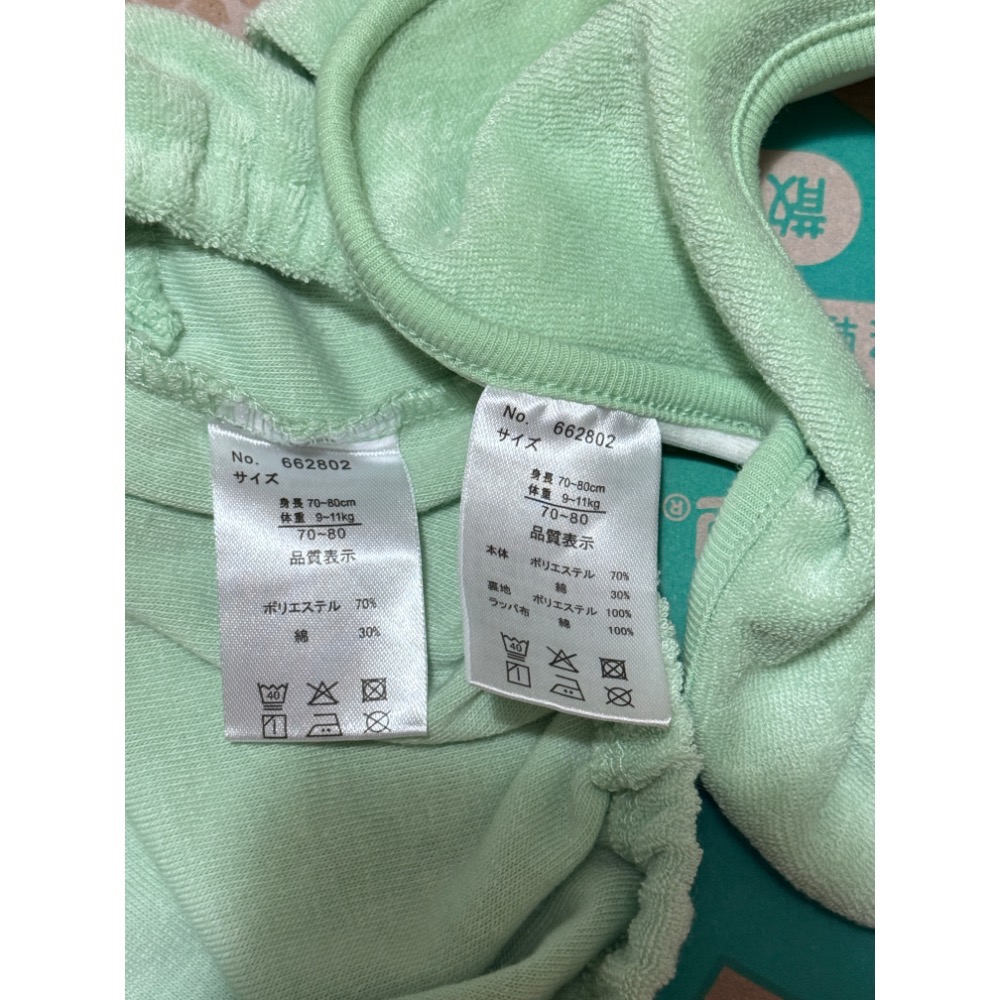 No. 662802
サイズ
身長 70~80cm
体重 9~11kg
70~80
品質表示
ポリエステル 70%
綿 30%
40
No. 662802
サイズ
身長 70~80cm
体重 9~11kg
70~80
品質表示
本体 ポリエステル 70%
綿 30%
裏地 ポリエステル 100%
ラッパ布 綿 100%
40
散
®